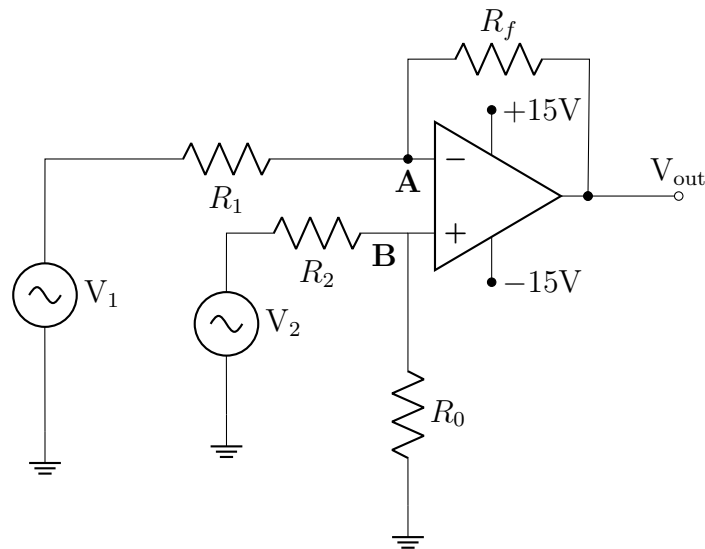 R_f
+15V
V_out
A
−
R_1
+
B
R_2
−15V
V_1
V_2
R_0